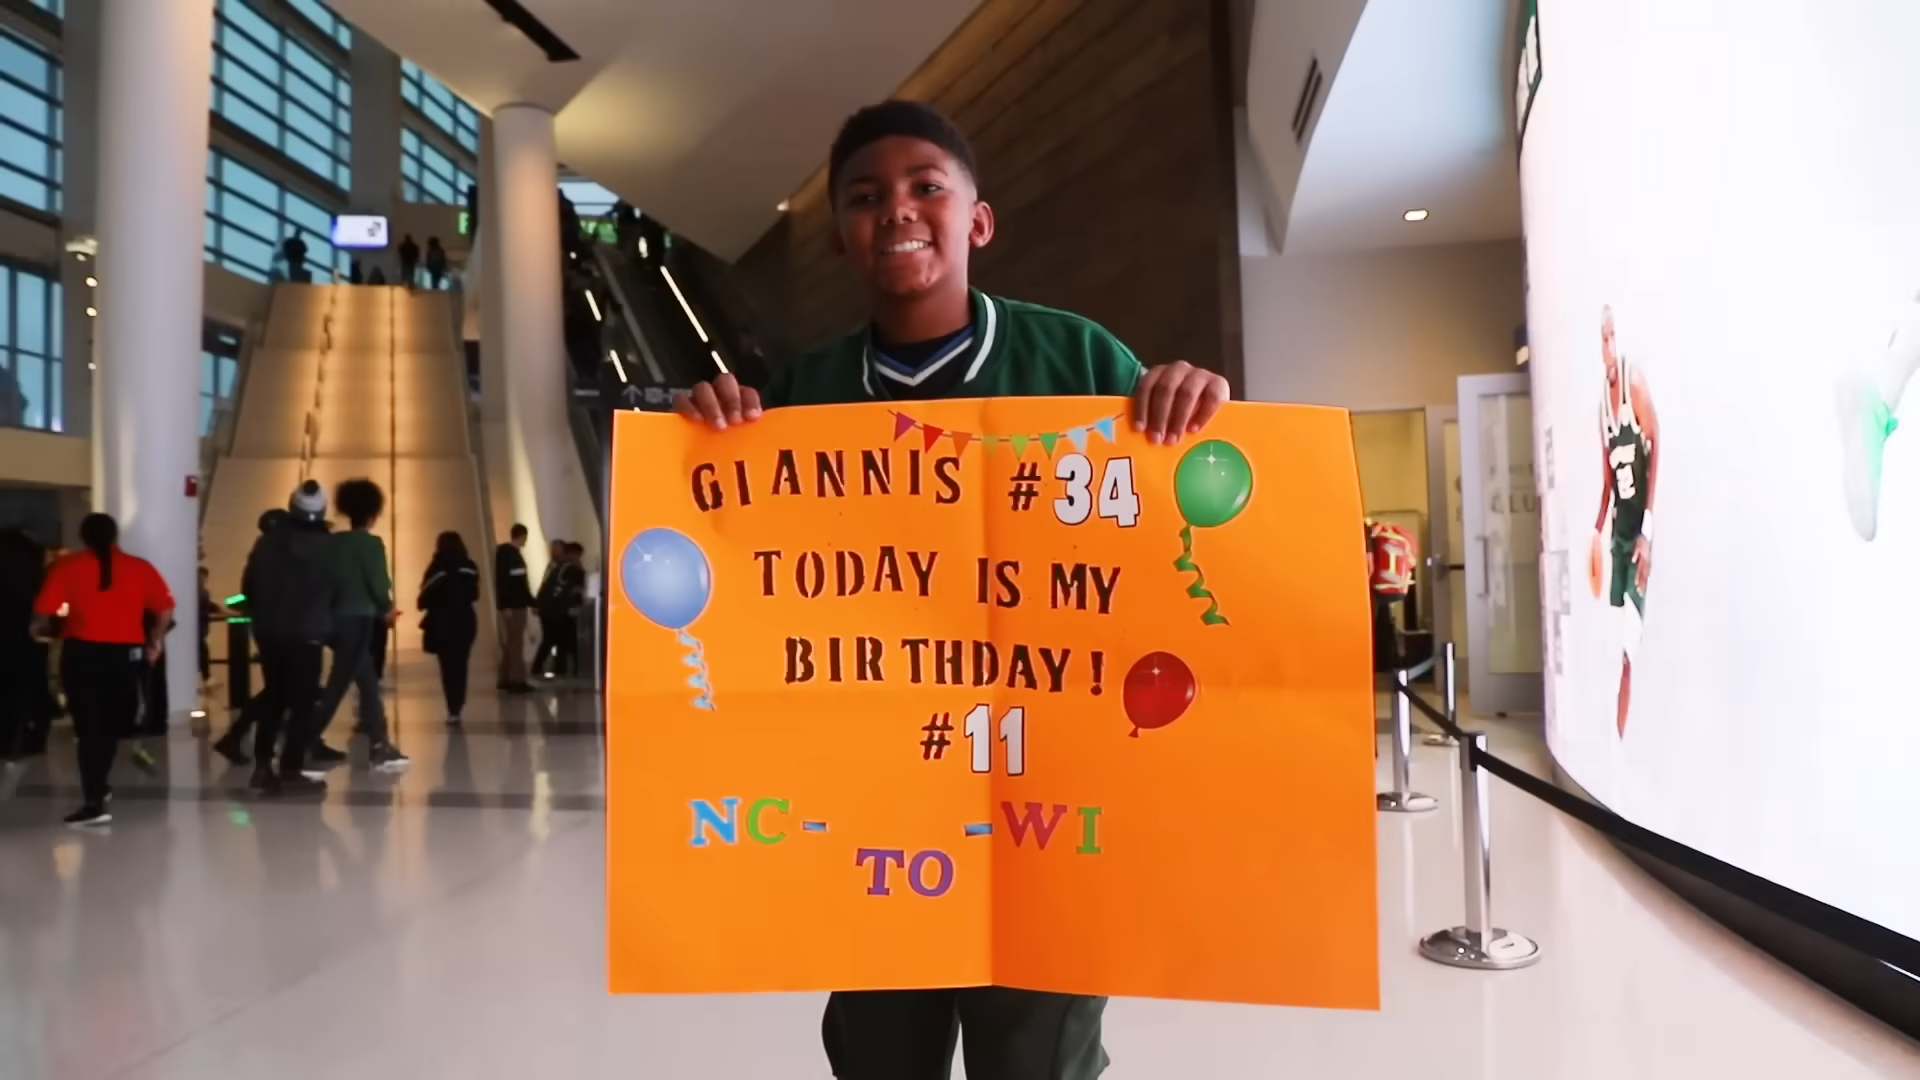 GIANNIS #34
TODAY IS MY
BIRTHDAY!
#11
NC- TO -WI